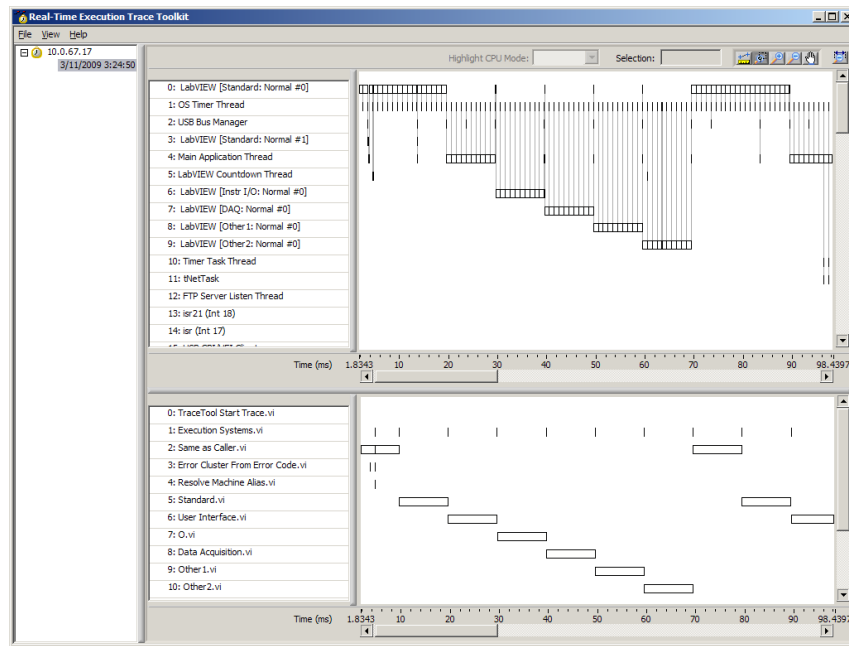 Real-Time Execution Trace Toolkit
File View Help
10.0.67.17
3/11/2009 3:24:50
Highlight CPU Mode:
Selection:
0: LabVIEW [Standard: Normal #0]
1: OS Timer Thread
2: USB Bus Manager
3: LabVIEW [Standard: Normal #1]
4: Main Application Thread
5: LabVIEW Countdown Thread
6: LabVIEW [Instr I/O: Normal #0]
7: LabVIEW [DAQ: Normal #0]
8: LabVIEW [Other1: Normal #0]
9: LabVIEW [Other2: Normal #0]
10: Timer Task Thread
11: tNetTask
12: FTP Server Listen Thread
13: isr21 (Int 18)
14: isr (Int 17)
Time (ms) 1.8343 10 20 30 40 50 60 70 80 90 98.4397
0: TraceTool Start Trace.vi
1: Execution Systems.vi
2: Same as Caller.vi
3: Error Cluster From Error Code.vi
4: Resolve Machine Alias.vi
5: Standard.vi
6: User Interface.vi
7: O.vi
8: Data Acquisition.vi
9: Other1.vi
10: Other2.vi
Time (ms) 1.8343 10 20 30 40 50 60 70 80 90 98.4397